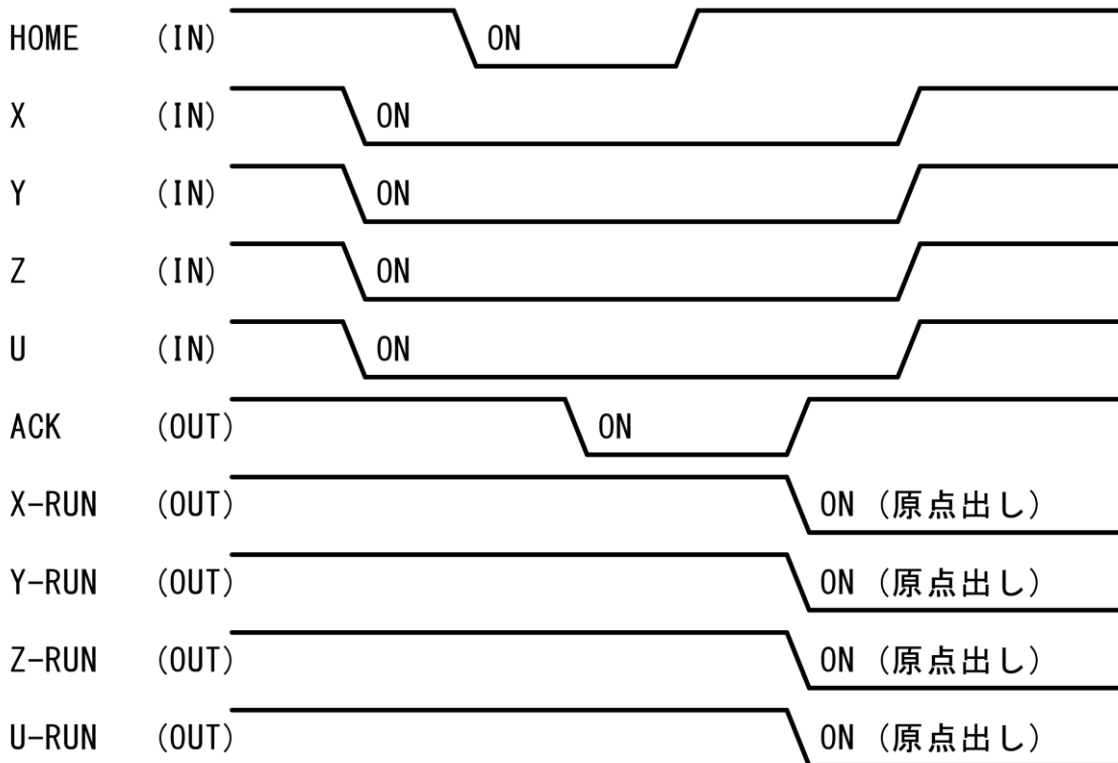 HOME (IN) ON
X (IN) ON
Y (IN) ON
Z (IN) ON
U (IN) ON
ACK (OUT) ON
X-RUN (OUT) ON (原点出し)
Y-RUN (OUT) ON (原点出し)
Z-RUN (OUT) ON (原点出し)
U-RUN (OUT) ON (原点出し)